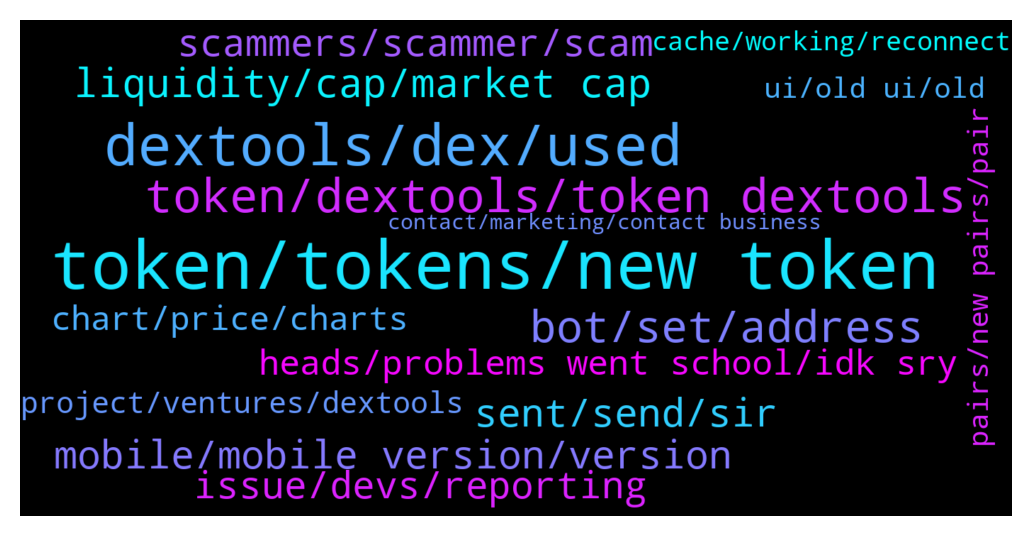 scammers/scammer/scam
cache/working/reconnect
liquidity/cap/market cap
ui/old ui/old
dextools/dex/used
token/dextools/token dextools
contact/marketing/contact business
token/tokens/new token
pairs/new pairs/pair
chart/price/charts
bot/set/address
heads/problems went school/idk sry
project/ventures/dextools
sent/send/sir
mobile/mobile version/version
issue/devs/reporting